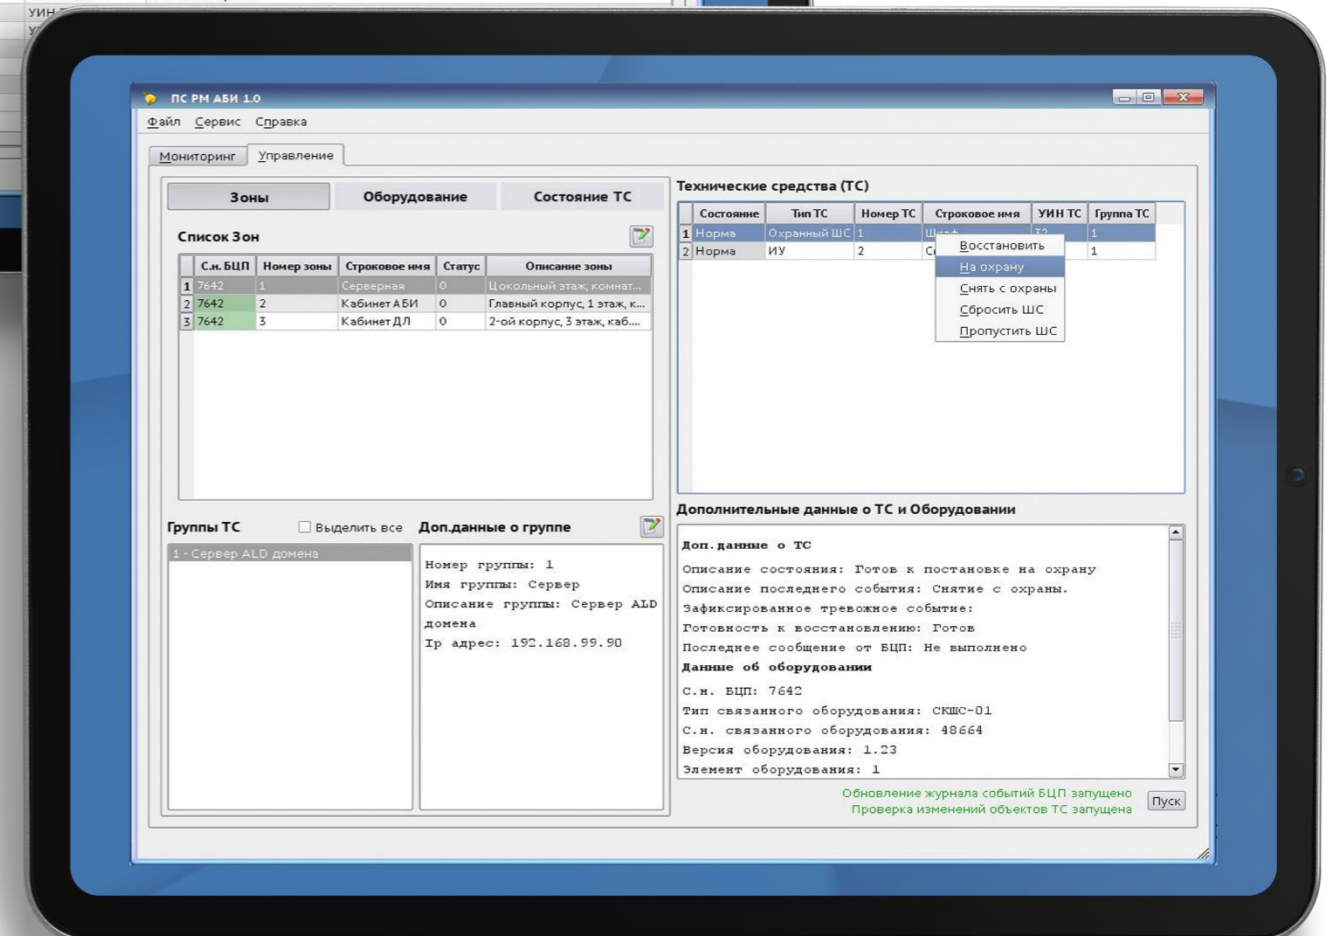 УИН
ПС РМ АБИ 1.0
Файл Сервис Справка
Мониторинг Управление
Зоны Оборудование Состояние ТС
Список Зон
С.н. БЦП Номер зоны Строковое имя Статус Описание зоны
1 7642 1 Серверная 0 Цокольный этаж, комнат...
2 7642 2 Кабинет АБИ 0 Главный корпус, 1 этаж, к...
3 7642 3 Кабинет ДЛ 0 2-ой корпус, 3 этаж, каб....
Группы ТС Выделить все
1 - Сервер ALD домена
Доп.данные о группе
Номер группы: 1
Имя группы: Сервер
Описание группы: Сервер ALD
домена
Ip адрес: 192.168.99.90
Технические средства (ТС)
Состояние Тип ТС Номер ТС Строковое имя УИН ТС Группа ТС
1 Норма Охранный ШС 1 Шкаф 32 1
2 Норма ИУ 2 1
Восстановить
На охрану
Снять с охраны
Сбросить ШС
Пропустить ШС
Дополнительные данные о ТС и Оборудовании
Доп. данные о ТС
Описание состояния: Готов к постановке на охрану
Описание последнего события: Снятие с охраны.
Зафиксированное тревожное событие:
Готовность к восстановлению: Готов
Последнее сообщение от БЦП: Не выполнено
Данные об оборудовании
С.н. БЦП: 7642
Тип связанного оборудования: СКШС-01
С.н. связанного оборудования: 48664
Версия оборудования: 1.23
Элемент оборудования: 1
Обновление журнала событий БЦП запущено
Проверка изменений объектов ТС запущена
Пуск